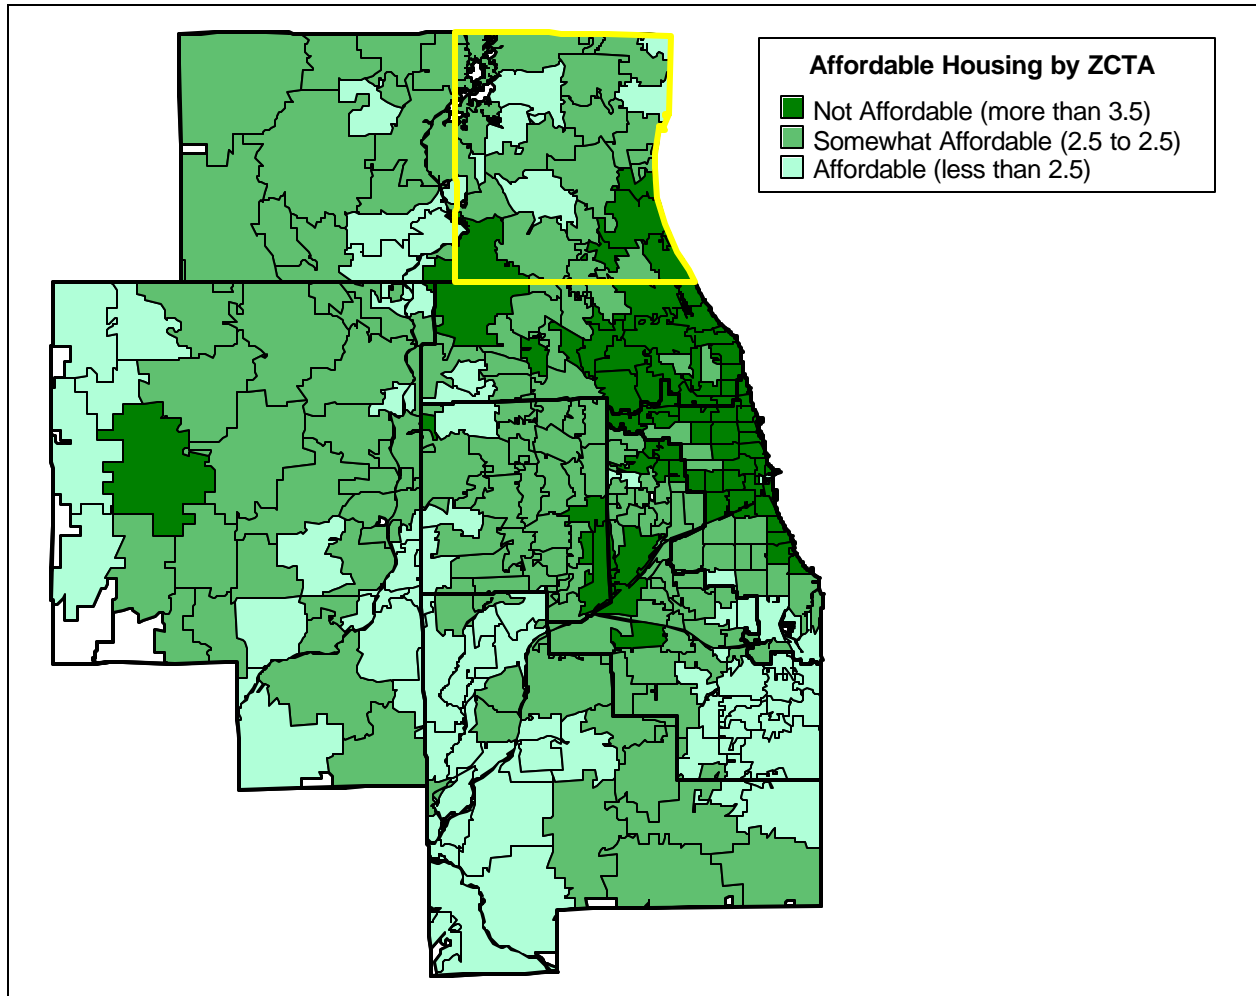 Affordable Housing by ZCTA
Not Affordable (more than 3.5)
Somewhat Affordable (2.5 to 2.5)
Affordable (less than 2.5)